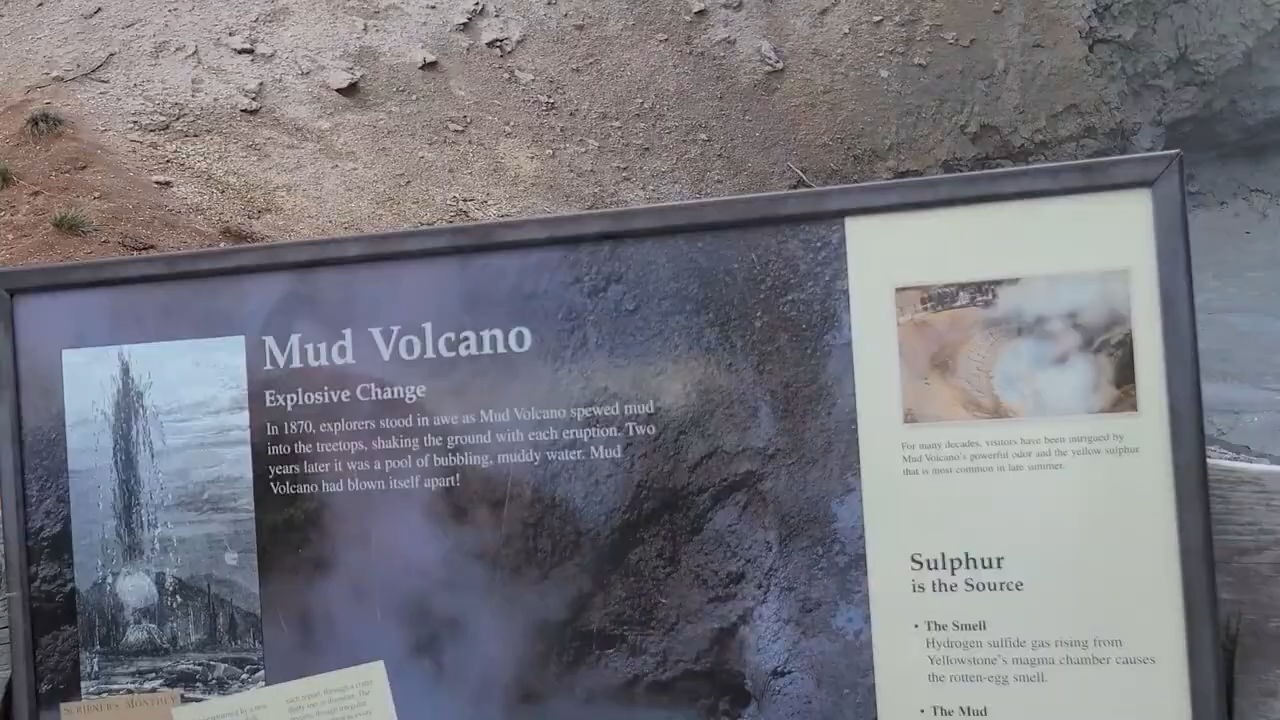 Mud Volcano
Explosive Change
In 1870, explorers stood in awe as Mud Volcano spewed mud
into the treetops, shaking the ground with each eruption. Two
years later it was a pool of bubbling, muddy water. Mud
Volcano had blown itself apart!
SCRIBNER'S MONTHLY
For many decades, visitors have been intrigued by
Mud Volcano's powerful odor and the yellow sulphur
that is most common in late summer.
Sulphur
is the Source
• The Smell
Hydrogen sulfide gas rising from
Yellowstone's magma chamber causes
the rotten-egg smell.
• The Mud